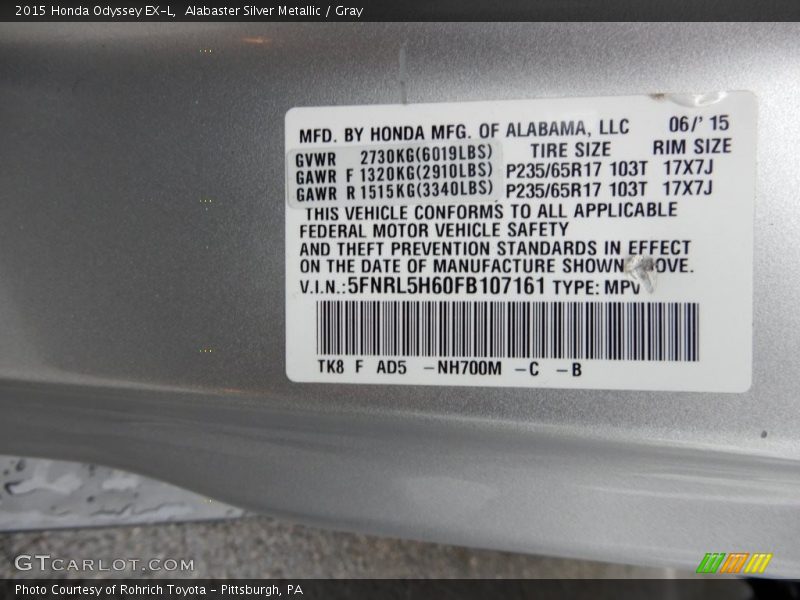 2015 Honda Odyssey EX-L,  Alabaster Silver Metallic / Gray
MFD. BY HONDA MFG. OF ALABAMA, LLC 06/' 15
GVWR 2730KG(6019LBS) TIRE SIZE RIM SIZE
GAWR F 1320KG(2910LBS) P235/65R17 103T 17X7J
GAWR R 1515KG(3340LBS) P235/65R17 103T 17X7J
THIS VEHICLE CONFORMS TO ALL APPLICABLE
FEDERAL MOTOR VEHICLE SAFETY
AND THEFT PREVENTION STANDARDS IN EFFECT
ON THE DATE OF MANUFACTURE SHOWN OVE.
V.I.N.:5FNRL5H60FB107161 TYPE: MPV
TK8 F AD5 -NH700M -C -B
GTCARLOT.COM
Photo Courtesy of Rohrich Toyota - Pittsburgh, PA